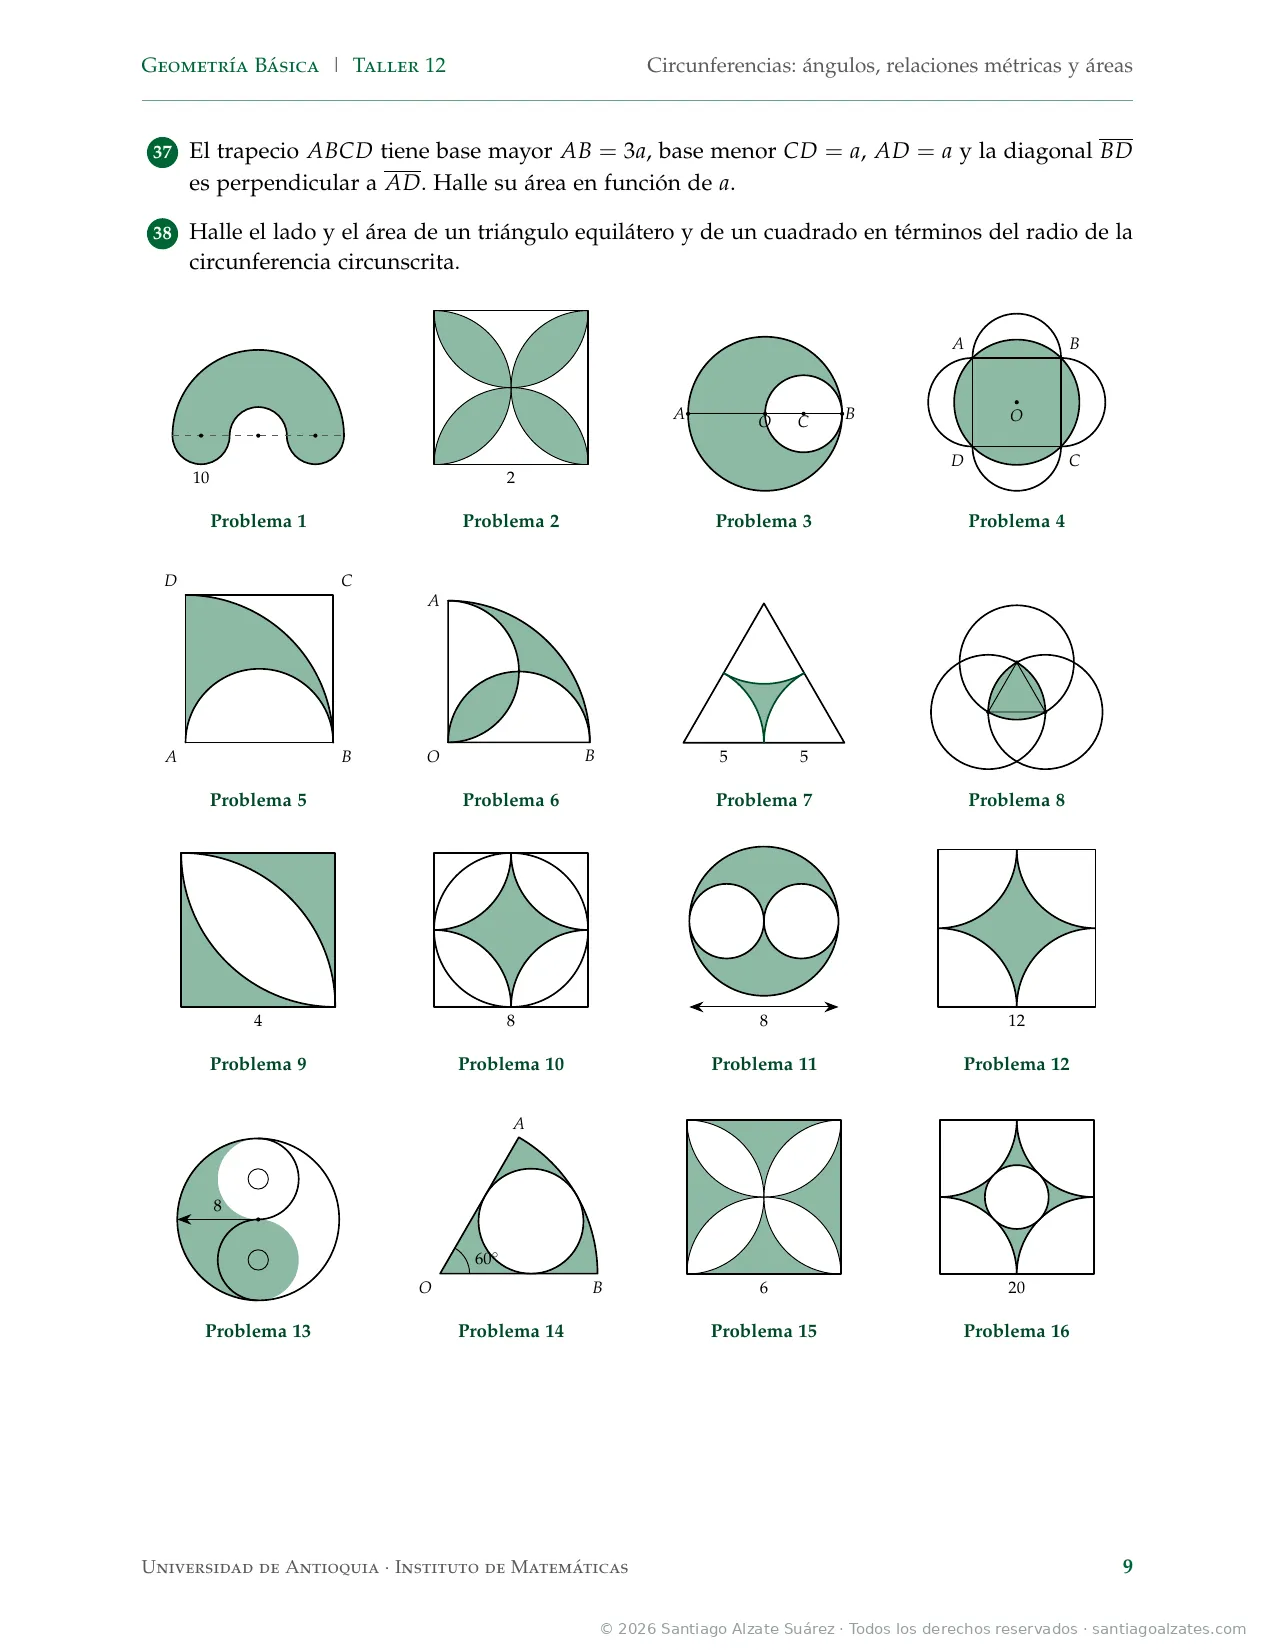 Geometría Básica | Taller 12
Circunferencias: ángulos, relaciones métricas y áreas
37 El trapecio ABCD tiene base mayor AB = 3a, base menor CD = a, AD = a y la diagonal BD
es perpendicular a AD. Halle su área en función de a.
38 Halle el lado y el área de un triángulo equilátero y de un cuadrado en términos del radio de la
circunferencia circunscrita.
10
2
A O C B
A B
O
D C
Problema 1 Problema 2 Problema 3 Problema 4
D C
A B
A
O B
5 5
Problema 5 Problema 6 Problema 7 Problema 8
4 8 8 12
Problema 9 Problema 10 Problema 11 Problema 12
8
A
60°
O B
6
20
Problema 13 Problema 14 Problema 15 Problema 16
Universidad de Antioquia · Instituto de Matemáticas
9
© 2026 Santiago Alzate Suárez · Todos los derechos reservados · santiagoalzates.com